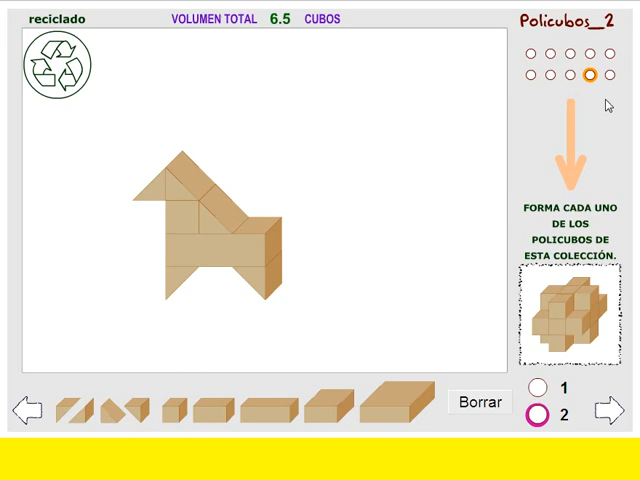 reciclado
VOLUMEN TOTAL 6.5 CUBOS
Policubos_2
FORMA CADA UNO
DE LOS
POLICUBOS DE
ESTA COLECCIÓN.
Borrar
1
2